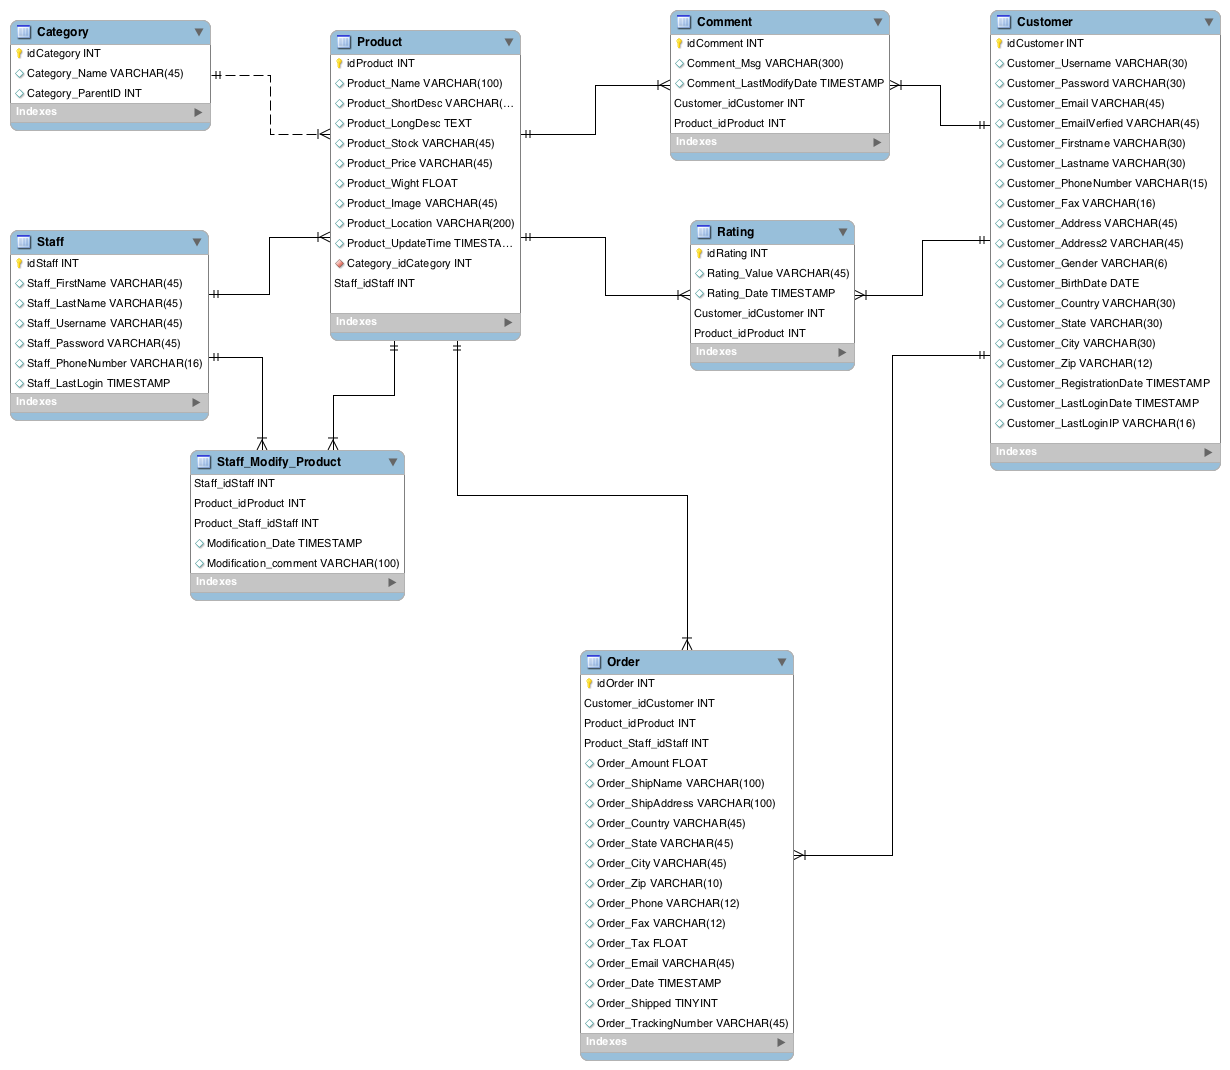 Category
idCategory INT
Category_Name VARCHAR(45)
Category_ParentID INT
Indexes
Product
idProduct INT
Product_Name VARCHAR(100)
Product_ShortDesc VARCHAR(...
Product_LongDesc TEXT
Product_Stock VARCHAR(45)
Product_Price VARCHAR(45)
Product_Wight FLOAT
Product_Image VARCHAR(45)
Product_Location VARCHAR(200)
Product_UpdateTime TIMESTA...
Category_idCategory INT
Staff_idStaff INT
Indexes
Comment
idComment INT
Comment_Msg VARCHAR(300)
Comment_LastModifyDate TIMESTAMP
Customer_idCustomer INT
Product_idProduct INT
Indexes
Customer
idCustomer INT
Customer_Username VARCHAR(30)
Customer_Password VARCHAR(30)
Customer_Email VARCHAR(45)
Customer_EmailVerfied VARCHAR(45)
Customer_Firstname VARCHAR(30)
Customer_Lastname VARCHAR(30)
Customer_PhoneNumber VARCHAR(15)
Customer_Fax VARCHAR(16)
Customer_Address VARCHAR(45)
Customer_Address2 VARCHAR(45)
Customer_Gender VARCHAR(6)
Customer_BirthDate DATE
Customer_Country VARCHAR(30)
Customer_State VARCHAR(30)
Customer_City VARCHAR(30)
Customer_Zip VARCHAR(12)
Customer_RegistrationDate TIMESTAMP
Customer_LastLoginDate TIMESTAMP
Customer_LastLoginIP VARCHAR(16)
Indexes
Staff
idStaff INT
Staff_FirstName VARCHAR(45)
Staff_LastName VARCHAR(45)
Staff_Username VARCHAR(45)
Staff_Password VARCHAR(45)
Staff_PhoneNumber VARCHAR(16)
Staff_LastLogin TIMESTAMP
Indexes
Rating
idRating INT
Rating_Value VARCHAR(45)
Rating_Date TIMESTAMP
Customer_idCustomer INT
Product_idProduct INT
Indexes
Staff_Modify_Product
Staff_idStaff INT
Product_idProduct INT
Product_Staff_idStaff INT
Modification_Date TIMESTAMP
Modification_comment VARCHAR(100)
Indexes
Order
idOrder INT
Customer_idCustomer INT
Product_idProduct INT
Product_Staff_idStaff INT
Order_Amount FLOAT
Order_ShipName VARCHAR(100)
Order_ShipAddress VARCHAR(100)
Order_Country VARCHAR(45)
Order_State VARCHAR(45)
Order_City VARCHAR(45)
Order_Zip VARCHAR(10)
Order_Phone VARCHAR(12)
Order_Fax VARCHAR(12)
Order_Tax FLOAT
Order_Email VARCHAR(45)
Order_Date TIMESTAMP
Order_Shipped TINYINT
Order_TrackingNumber VARCHAR(45)
Indexes